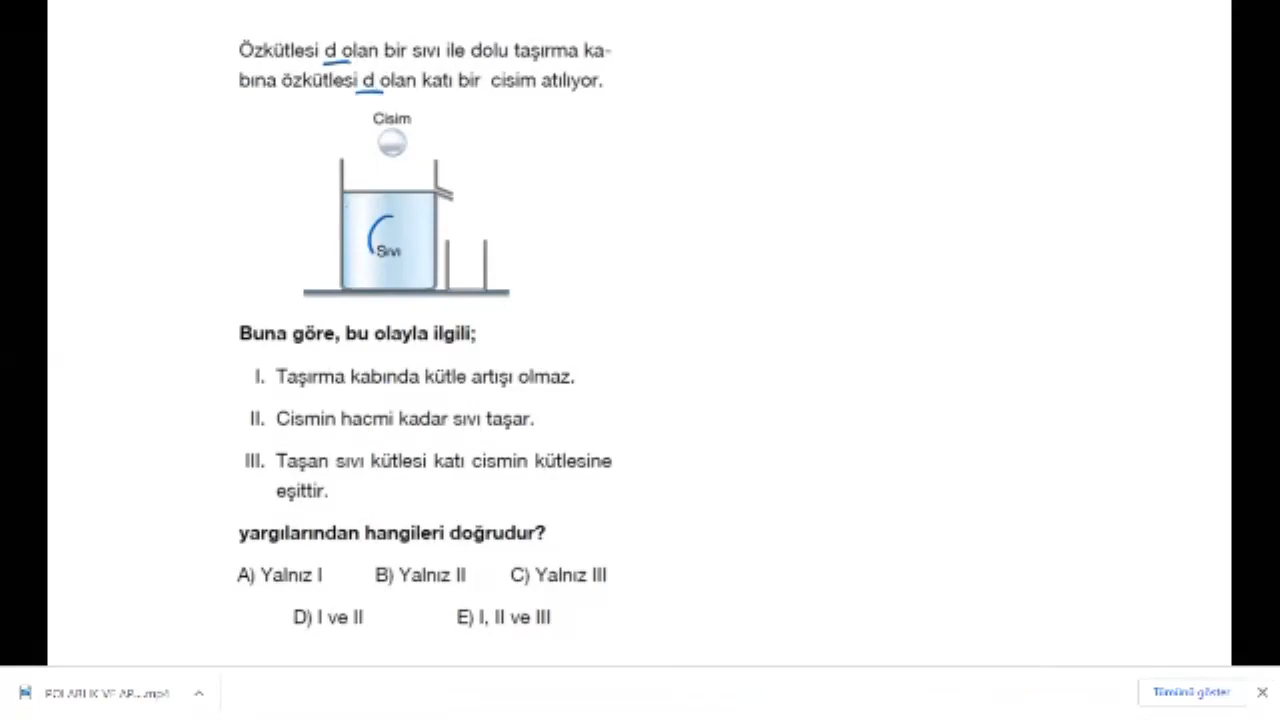 Özkütlesi d olan bir sıvı ile dolu taşırma ka-
bına özkütlesi d olan katı bir cisim atılıyor.
Cisim
Sıvı
Buna göre, bu olayla ilgili;
I. Taşırma kabında kütle artışı olmaz.
II. Cismin hacmi kadar sıvı taşar.
III. Taşan sıvı kütlesi katı cismin kütlesine
eşittir.
yargılarından hangileri doğrudur?
A) Yalnız I B) Yalnız II C) Yalnız III
D) I ve II E) I, II ve III
Tümünü göster